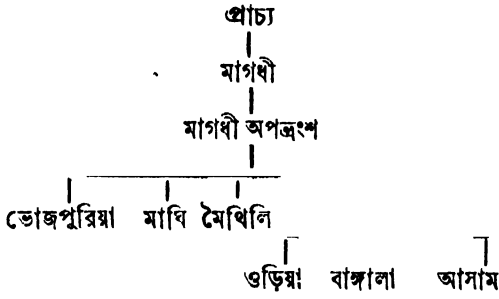 প্রাচ্য
মাগধী
মাগধী অপভ্রংশ
ভোজপুরিয়া মাঘি মৈথিলি
ওড়িয়া বাঙ্গালা আসাম